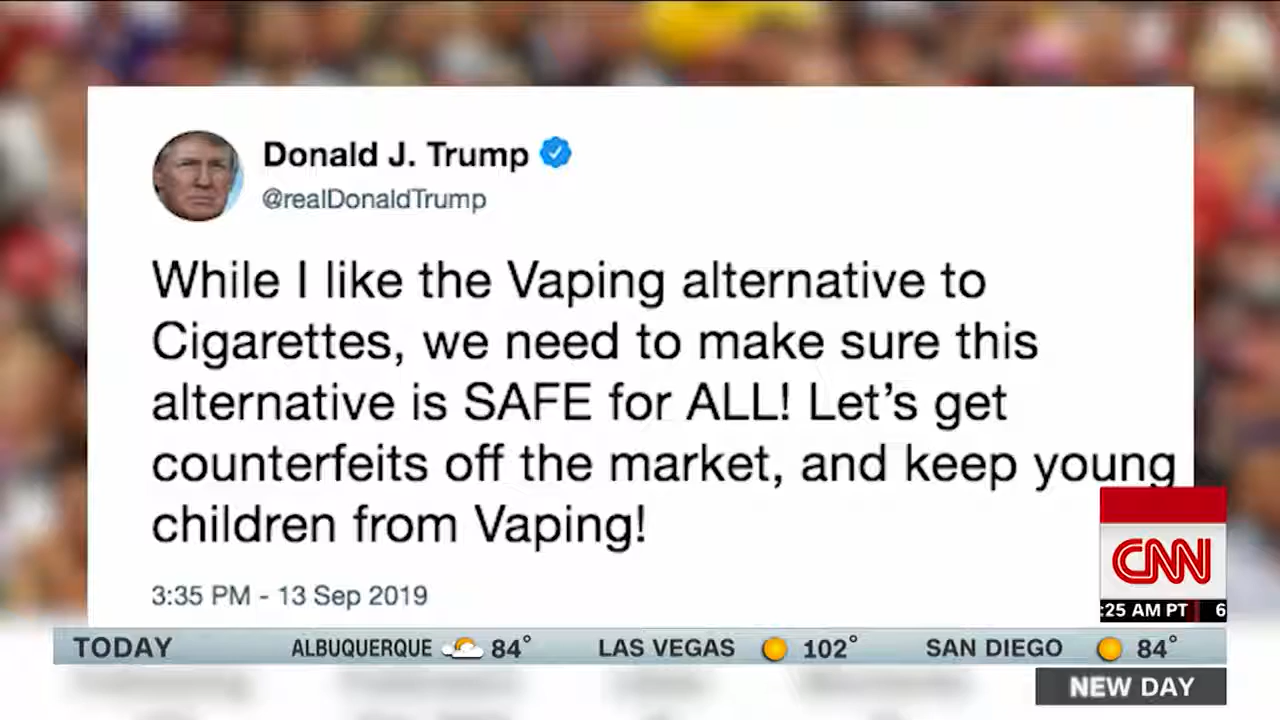 Donald J. Trump
@realDonaldTrump
While I like the Vaping alternative to
Cigarettes, we need to make sure this
alternative is SAFE for ALL! Let's get
counterfeits off the market, and keep young
children from Vaping!
3:35 PM - 13 Sep 2019
CNN
:25 AM PT 6
TODAY ALBUQUERQUE 84° LAS VEGAS 102° SAN DIEGO 84°
NEW DAY